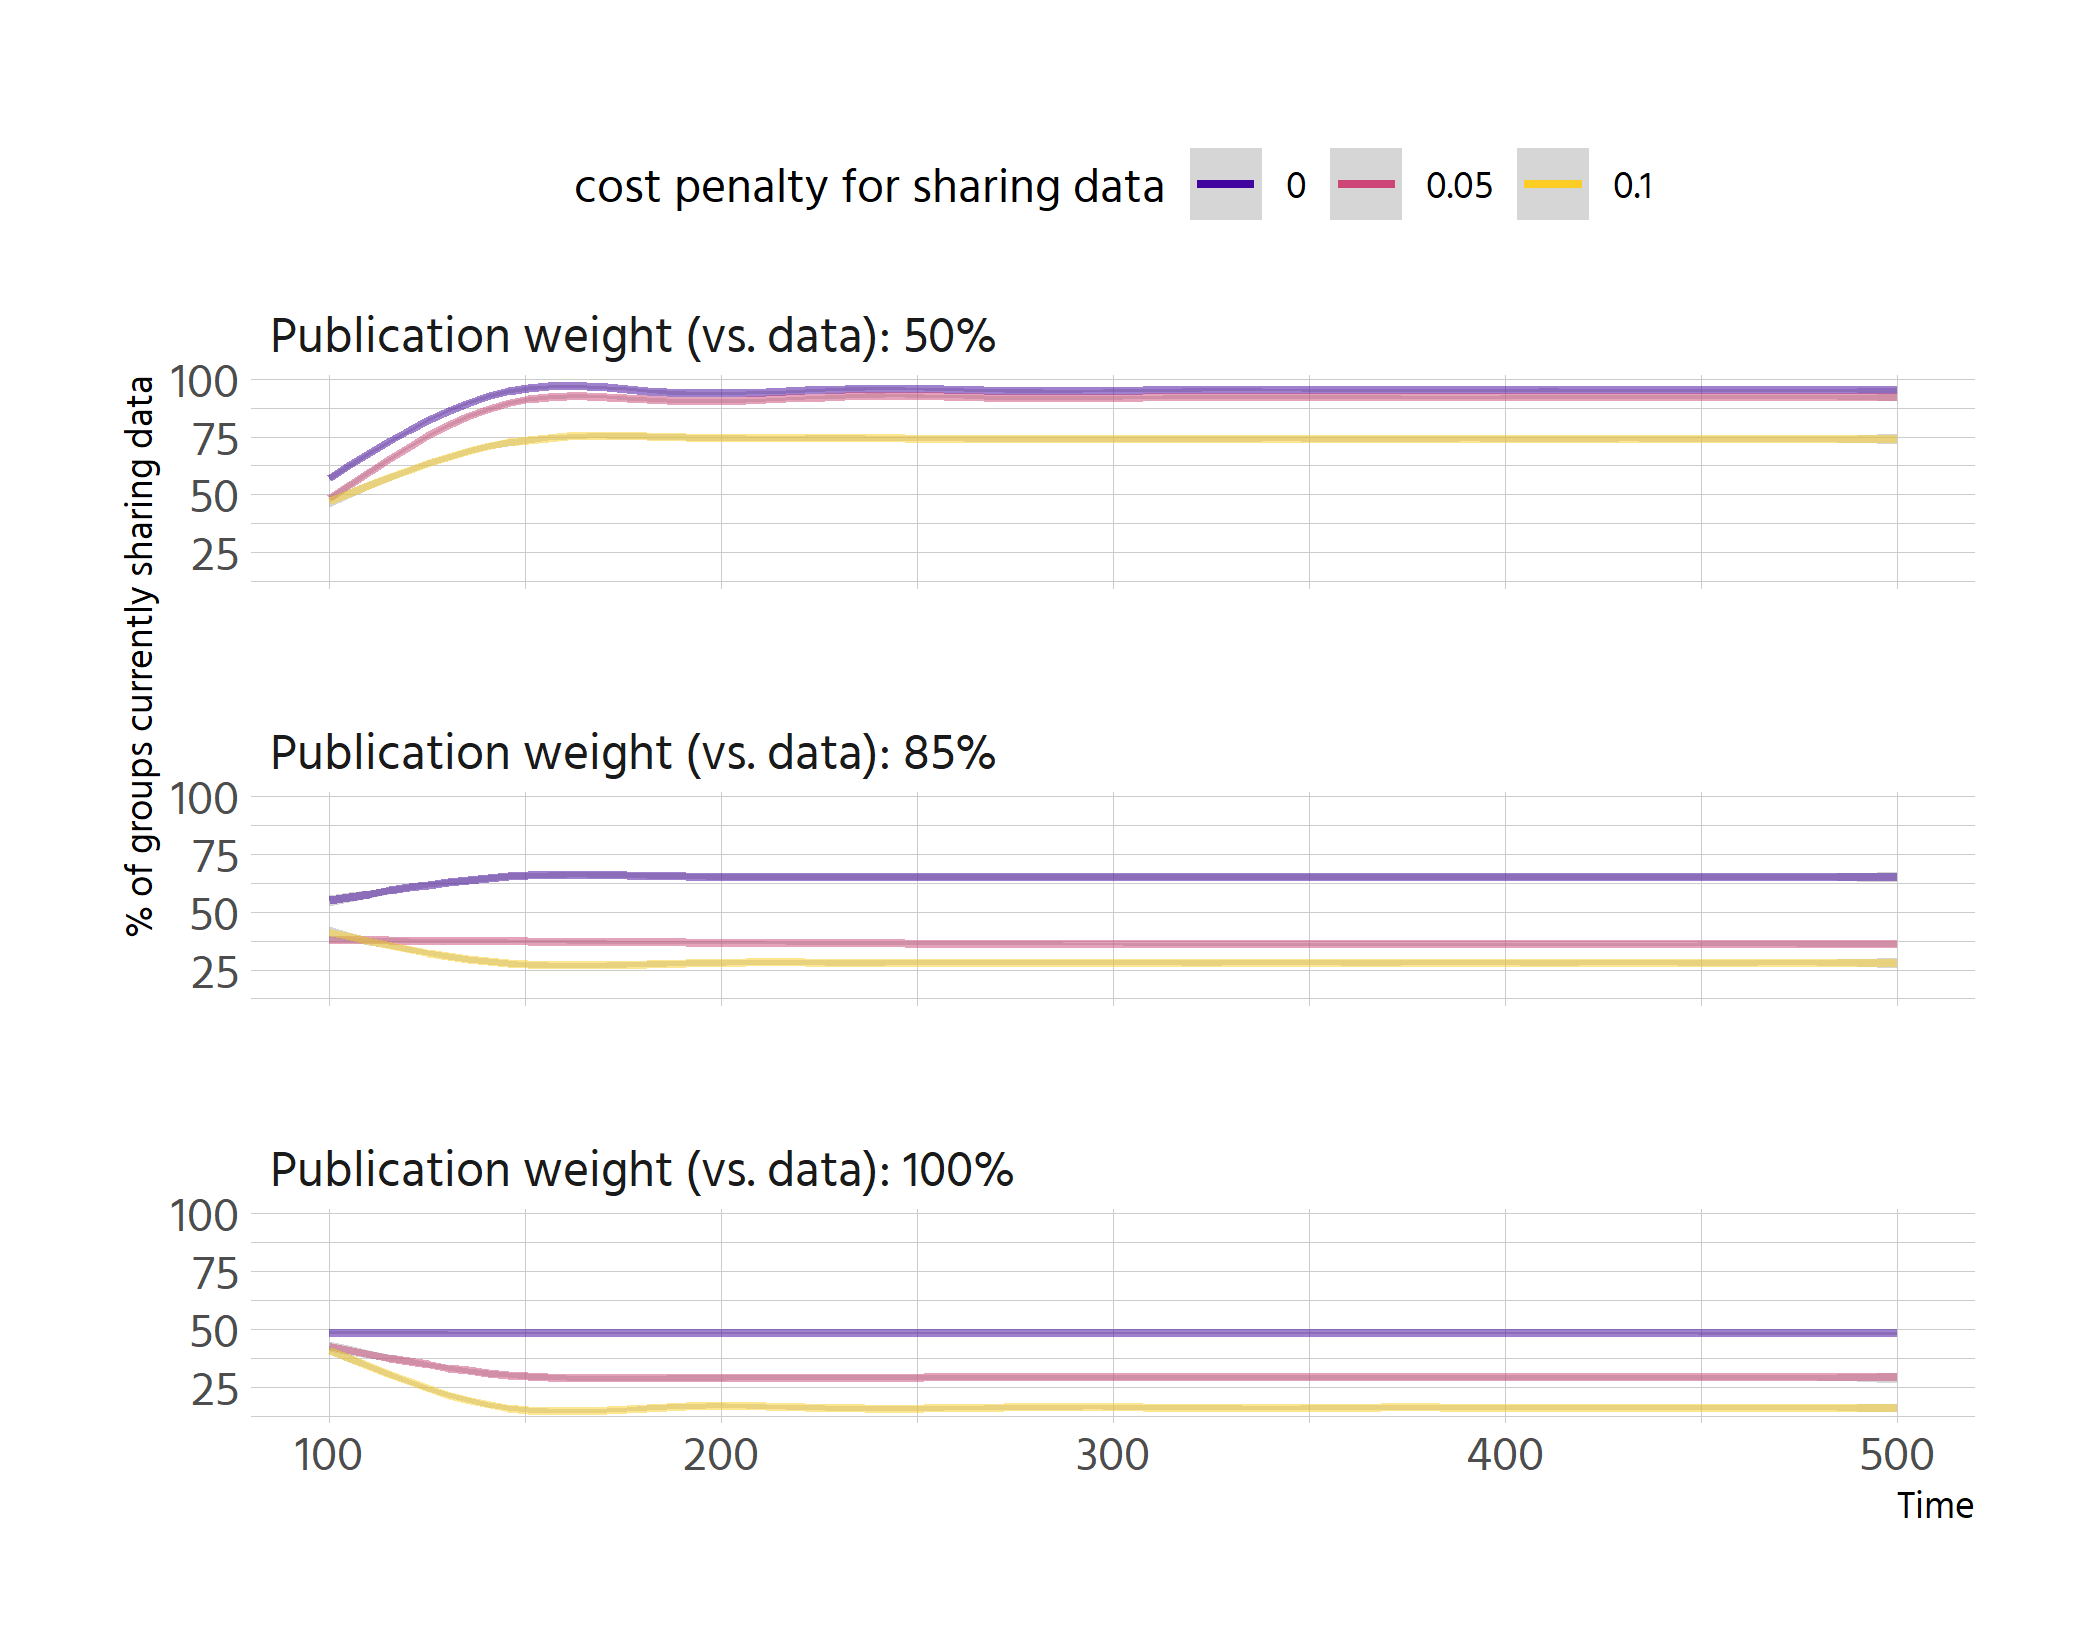 cost penalty for sharing data 0 0.05 0.1
Publication weight (vs. data): 50%
100
75
50
25
% of groups currently sharing data
Publication weight (vs. data): 85%
100
75
50
25
Publication weight (vs. data): 100%
100
75
50
25
100 200 300 400 500
Time